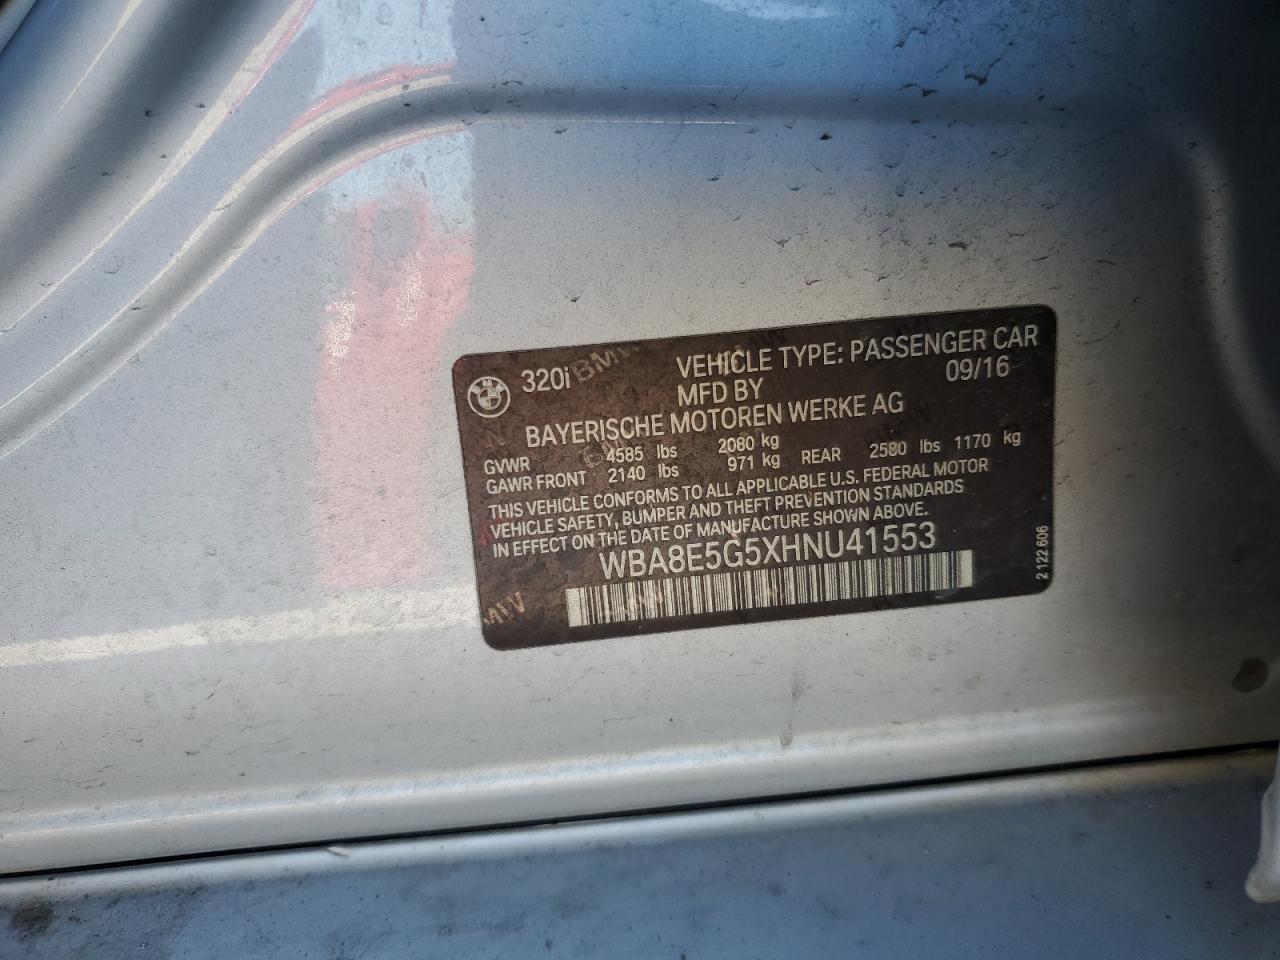 320i
VEHICLE TYPE: PASSENGER CAR
MFD BY 09/16
BAYERISCHE MOTOREN WERKE AG
GVWR 4585 lbs 2080 kg
GAWR FRONT 2140 lbs 971 kg REAR 2580 lbs 1170 kg
THIS VEHICLE CONFORMS TO ALL APPLICABLE U.S. FEDERAL MOTOR
VEHICLE SAFETY, BUMPER AND THEFT PREVENTION STANDARDS
IN EFFECT ON THE DATE OF MANUFACTURE SHOWN ABOVE.
WBA8E5G5XHNU41553
2 122 606